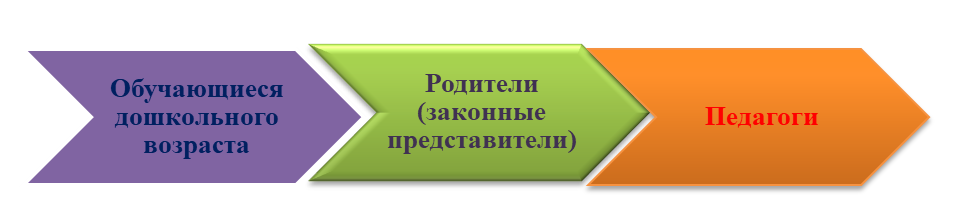 Обучающиеся
дошкольного
возраста
Родители
(законные
представители)
Педагоги